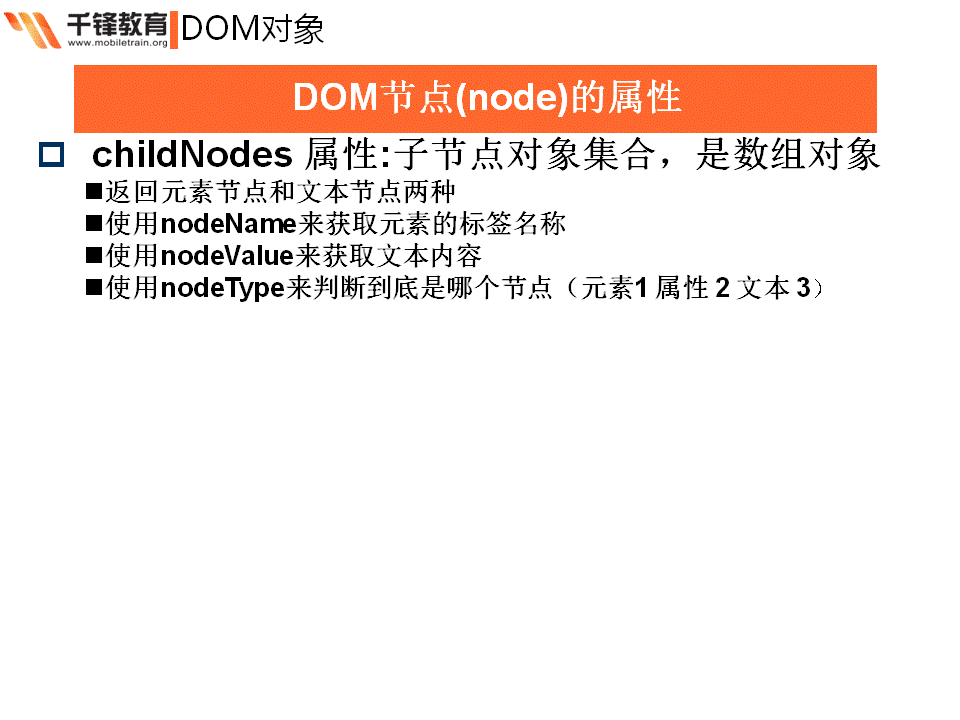 千锋教育
www.mobiletrain.org
DOM对象
DOM节点(node)的属性
childNodes 属性:子节点对象集合，是数组对象
返回元素节点和文本节点两种
使用nodeName来获取元素的标签名称
使用nodeValue来获取文本内容
使用nodeType来判断到底是哪个节点（元素1 属性 2 文本 3）